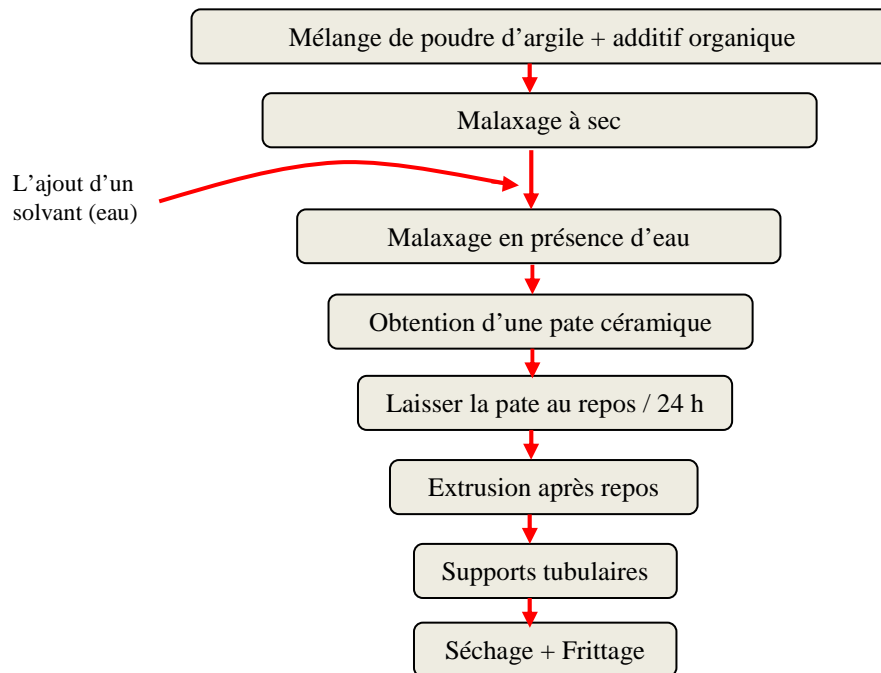 Mélange de poudre d’argile + additif organique
Malaxage à sec
L’ajout d’un
solvant (eau)
Malaxage en présence d’eau
Obtention d’une pate céramique
Laisser la pate au repos / 24 h
Extrusion après repos
Supports tubulaires
Séchage + Frittage